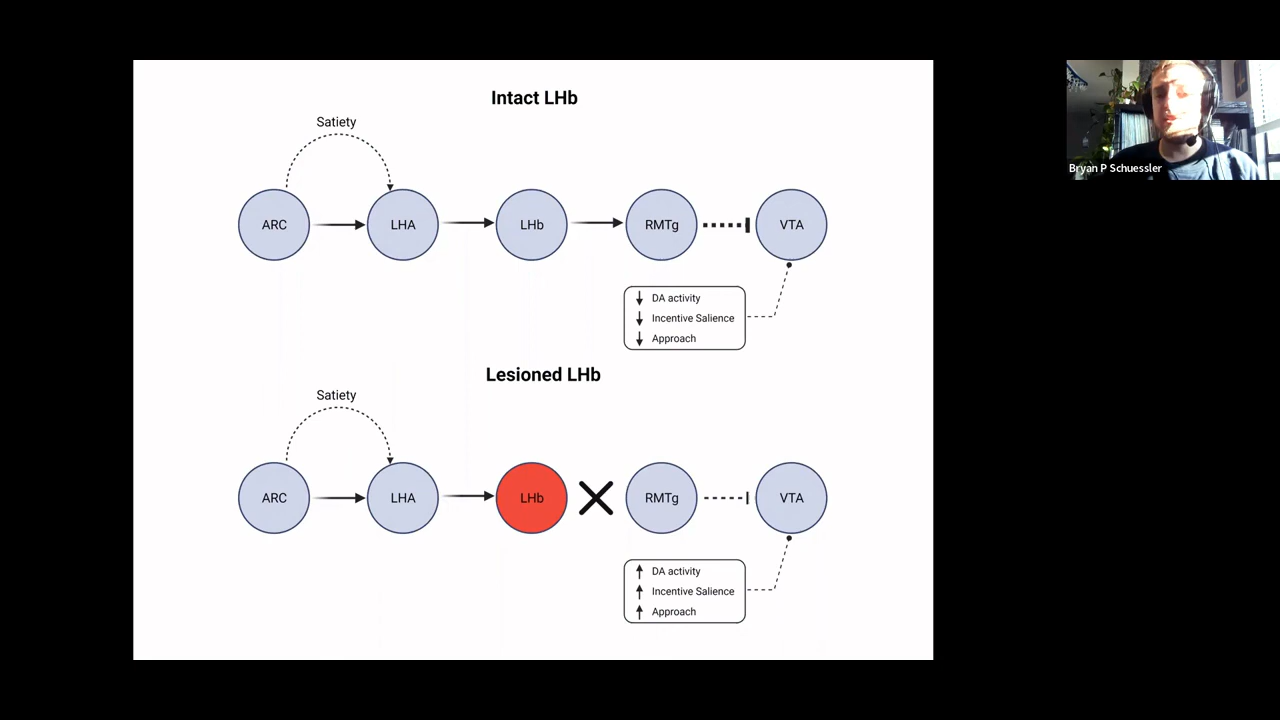 Intact LHb
Satiety
ARC
LHA
LHb
RMTg
VTA
DA activity
Incentive Salience
Approach
Lesioned LHb
Satiety
ARC
LHA
LHb
RMTg
VTA
DA activity
Incentive Salience
Approach
Bryan P Schuessler